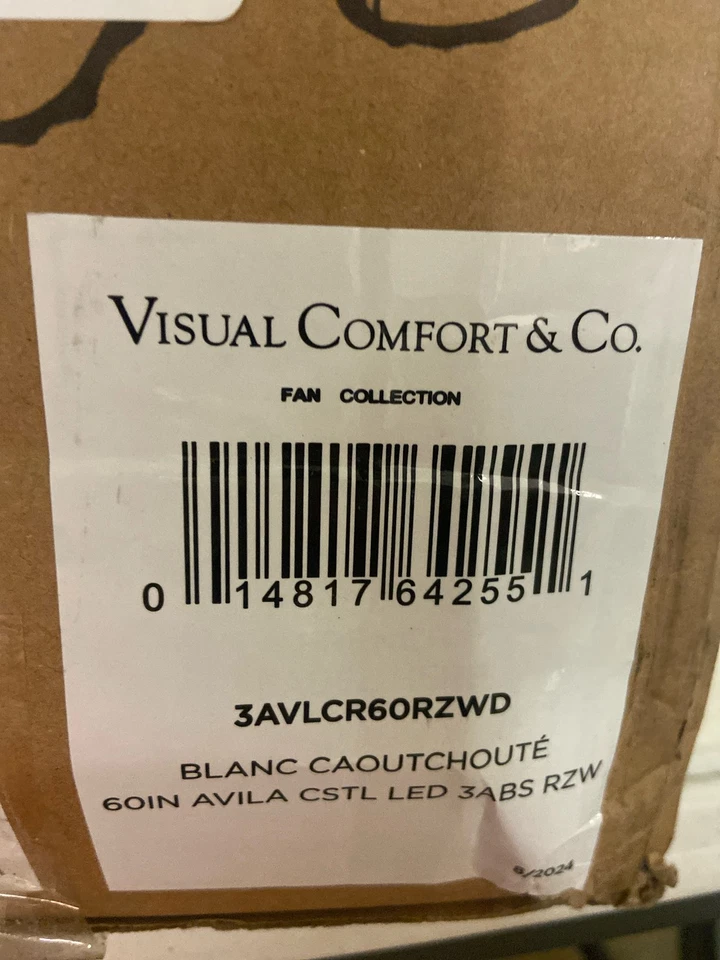 VISUAL COMFORT & CO.
FAN COLLECTION
0 14817 64255 1
3AVLCR60RZWD
BLANC CAOUTCHOUTÉ
60IN AVILA CSTL LED 3ABS RZW